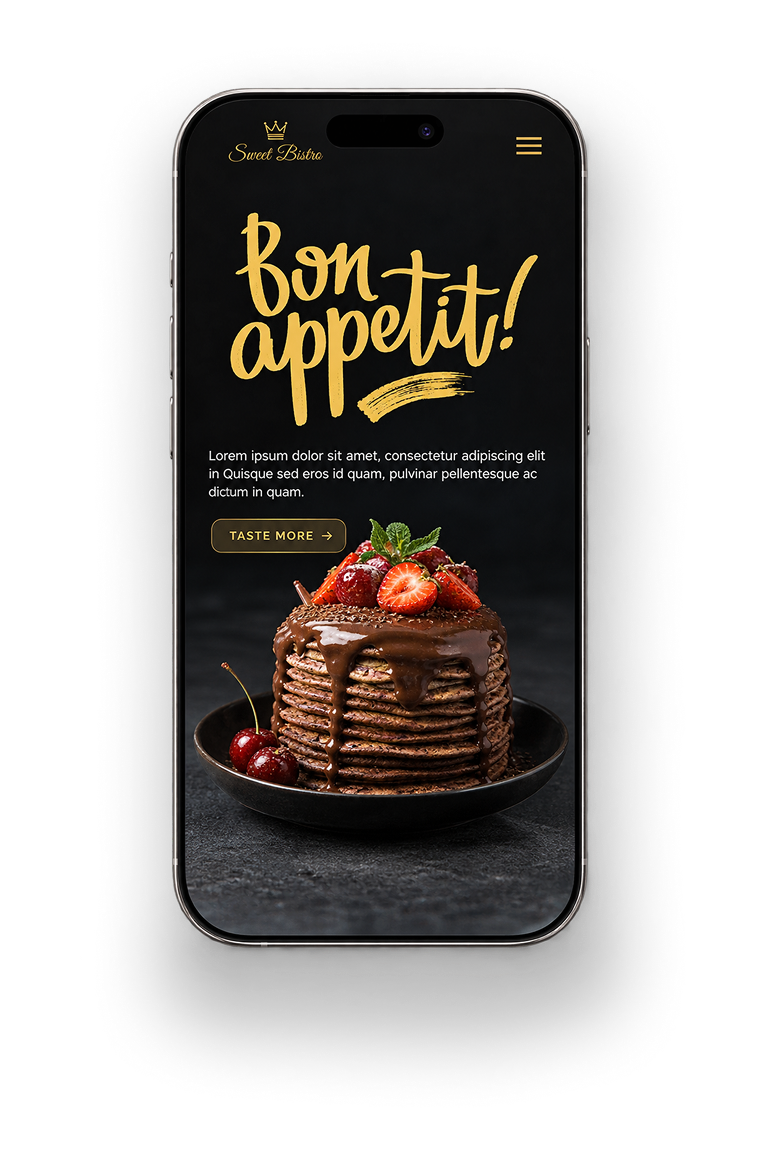 Sweet Bistro
Bon
appetit!
Lorem ipsum dolor sit amet, consectetur adipiscing elit
in Quisque sed eros id quam, pulvinar pellentesque ac
dictum in quam.
TASTE MORE →